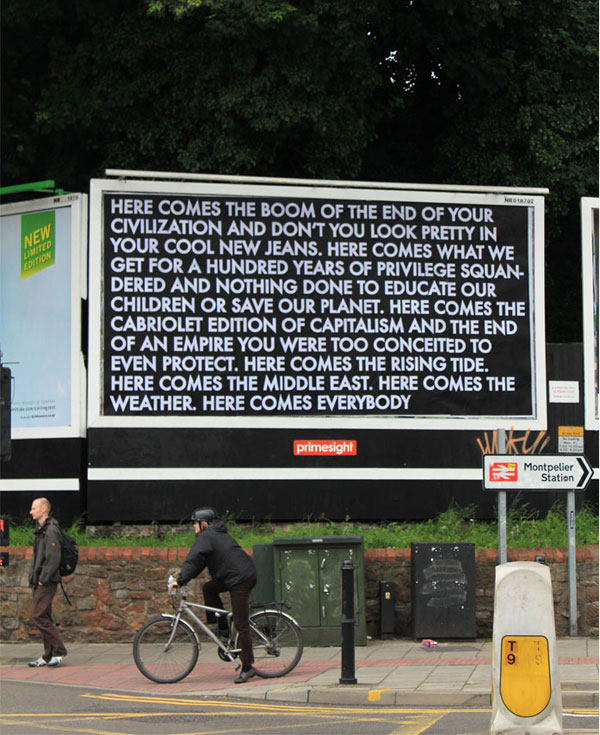 NR018702
HERE COMES THE BOOM OF THE END OF YOUR
CIVILIZATION AND DON'T YOU LOOK PRETTY IN
YOUR COOL NEW JEANS. HERE COMES WHAT WE
GET FOR A HUNDRED YEARS OF PRIVILEGE SQUAN-
DERED AND NOTHING DONE TO EDUCATE OUR
CHILDREN OR SAVE OUR PLANET. HERE COMES THE
CABRIOLET EDITION OF CAPITALISM AND THE END
OF AN EMPIRE YOU WERE TOO CONCEITED TO
EVEN PROTECT. HERE COMES THE RISING TIDE.
HERE COMES THE MIDDLE EAST. HERE COMES THE
WEATHER. HERE COMES EVERYBODY
NEW
LIMITED
EDITION
primesight
Montpelier
Station
T
9